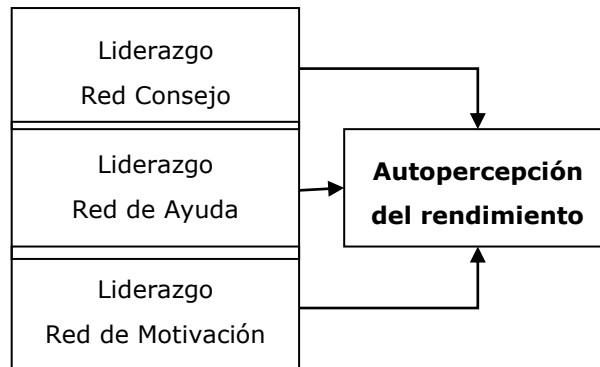 Liderazgo
Red Consejo
Liderazgo
Red de Ayuda
Autopercepción
del rendimiento
Liderazgo
Red de Motivación